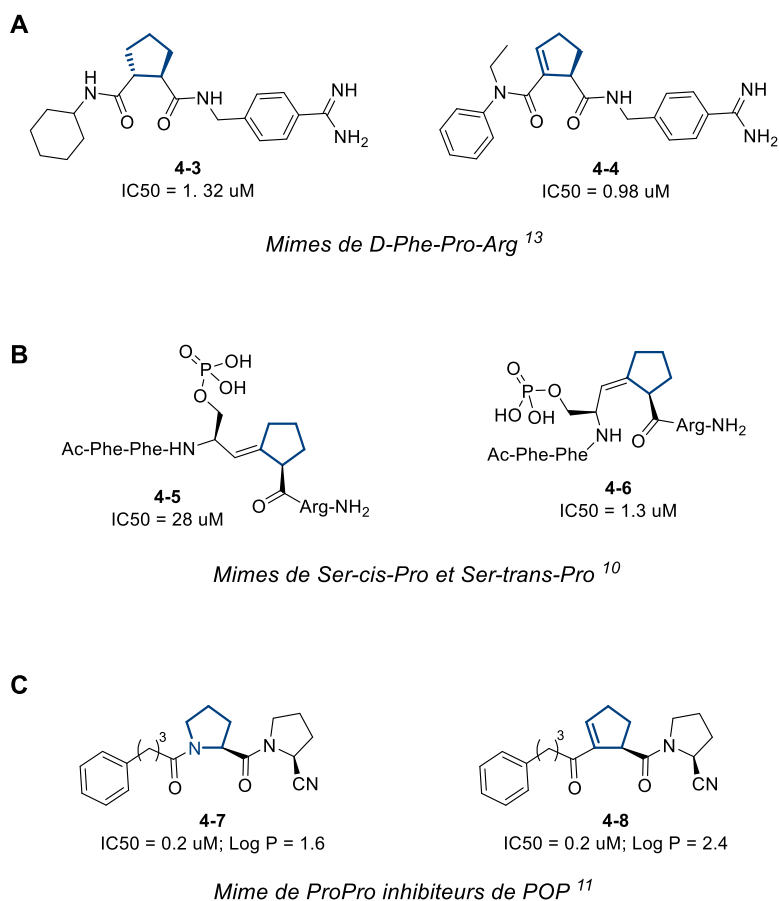 A
H
N
O
O
NH
NH
NH2
4-3
IC50 = 1. 32 uM
N
O
O
NH
NH
NH2
4-4
IC50 = 0.98 uM
Mimes de D-Phe-Pro-Arg 13
B
O
P
OH
OH
O
Ac-Phe-Phe-HN
O
Arg-NH2
4-5
IC50 = 28 uM
O
P
O
HO
OH
NH
Ac-Phe-Phe
O
Arg-NH2
4-6
IC50 = 1.3 uM
Mimes de Ser-cis-Pro et Ser-trans-Pro 10
C
( )3
O
N
O
N
CN
4-7
IC50 = 0.2 uM; Log P = 1.6
( )3
O
O
N
CN
4-8
IC50 = 0.2 uM; Log P = 2.4
Mime de ProPro inhibiteurs de POP 11